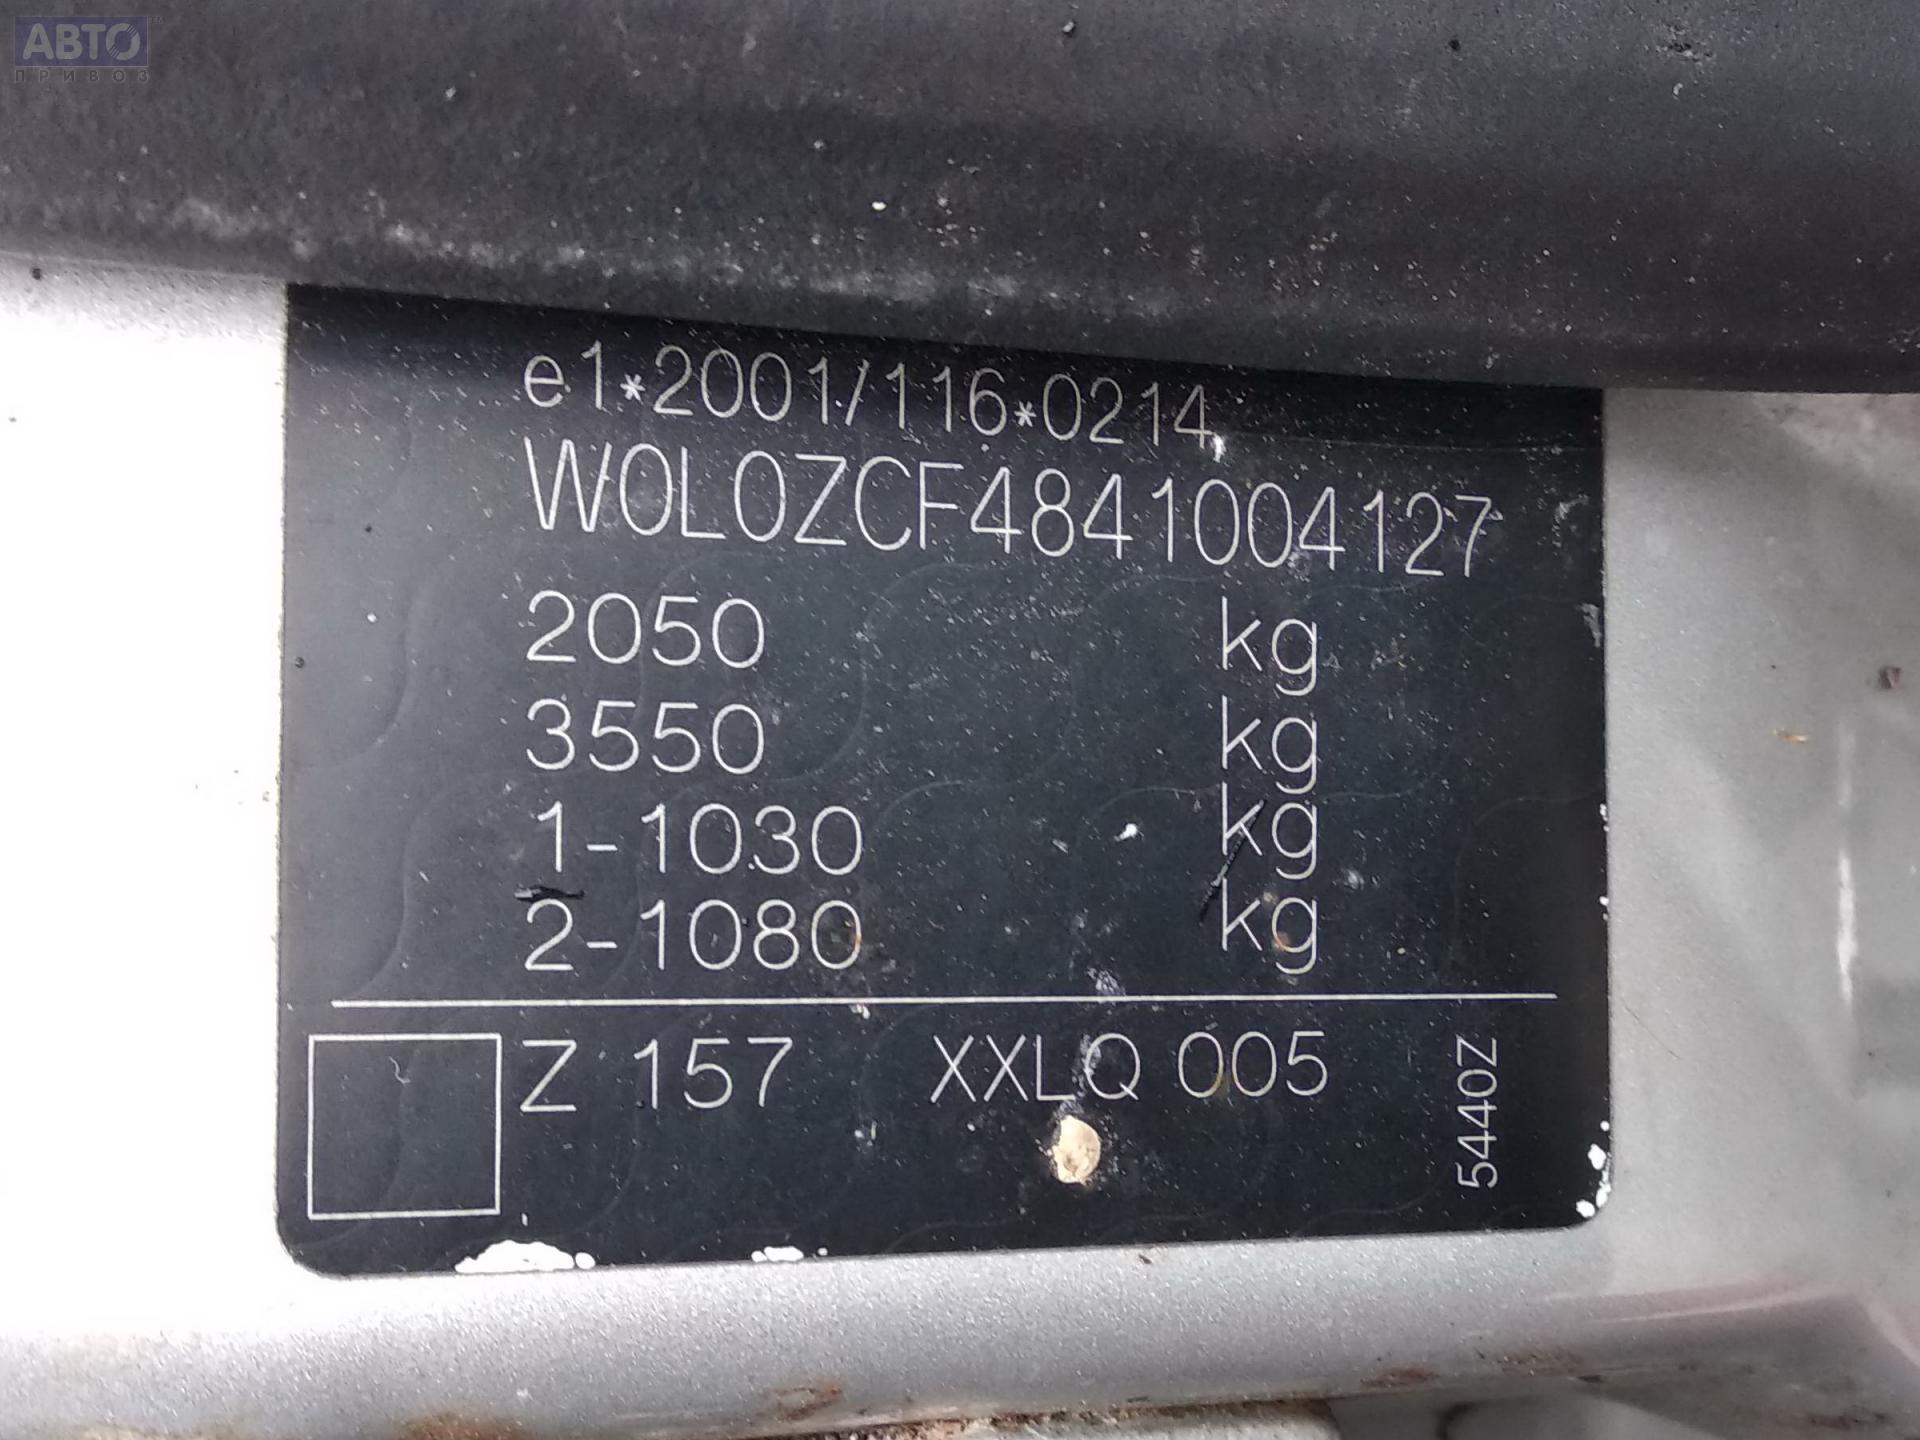 АВТО
ПРИВОЗ
e1*2001/116*0214
W0L0ZCF4841004127
2050 kg
3550 kg
1-1030 kg
2-1080 kg
Z 157 XXLQ 005
5440Z